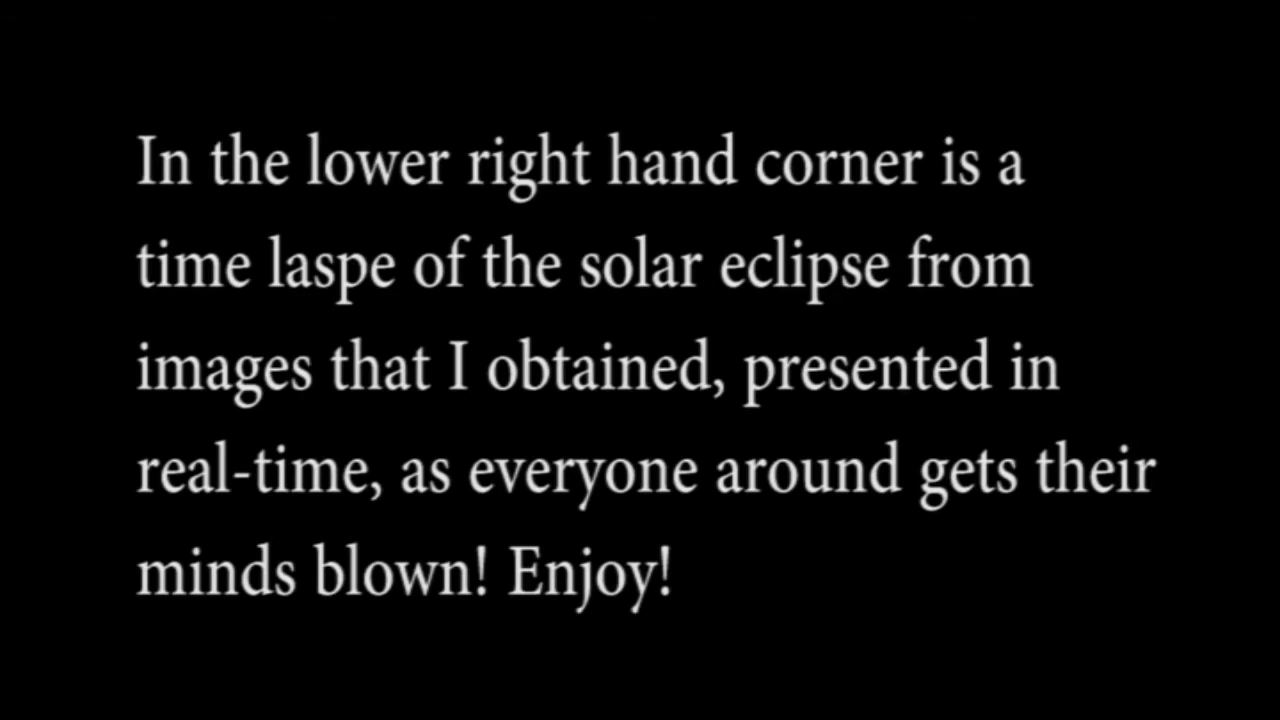 In the lower right hand corner is a
time laspe of the solar eclipse from
images that I obtained, presented in
real-time, as everyone around gets their
minds blown! Enjoy!